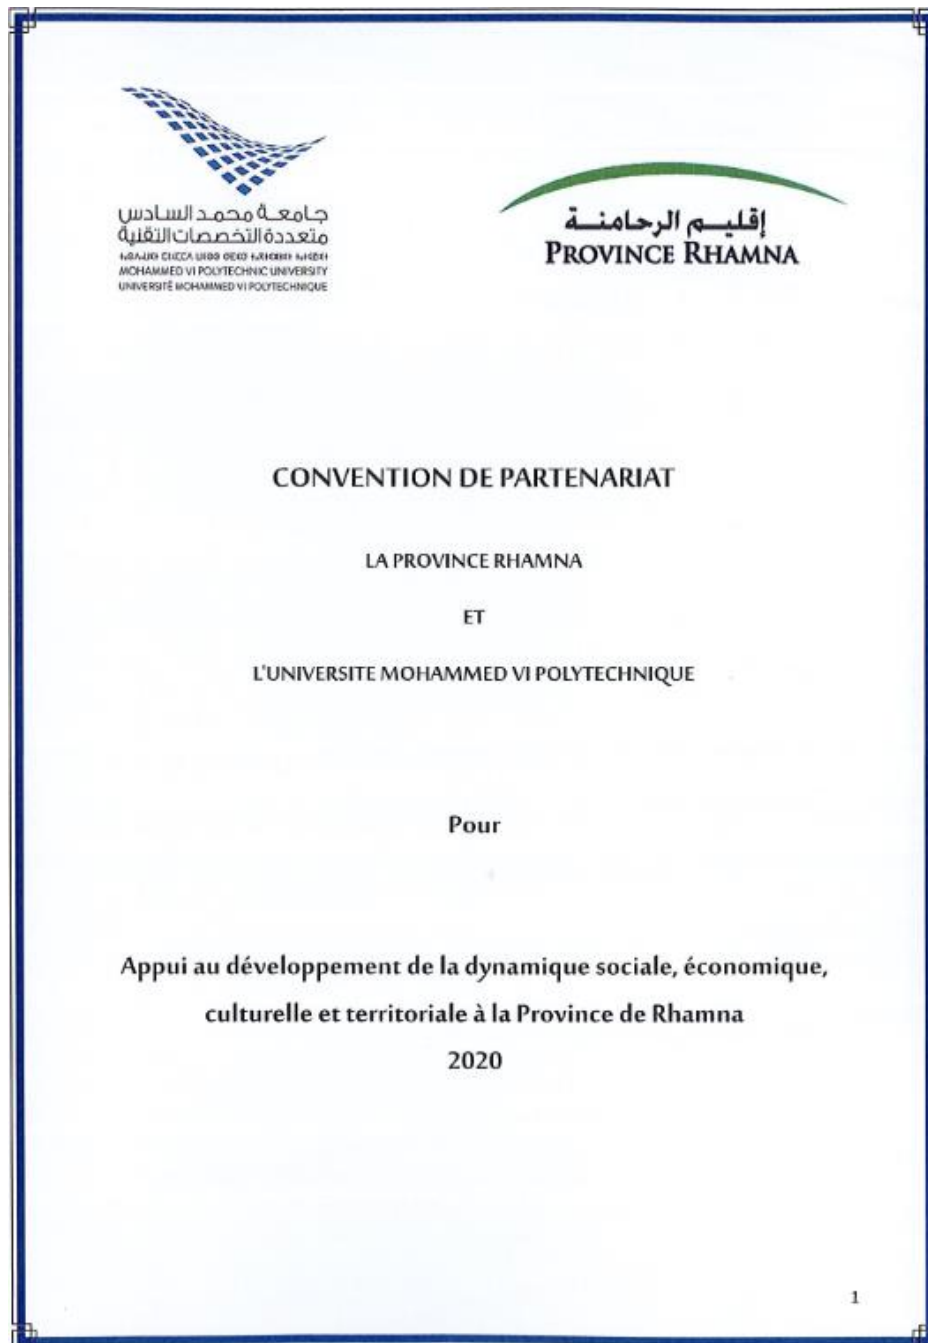 جامعة محمد السادس
متعددة التخصصات التقنية
MOHAMMED VI POLYTECHNIC UNIVERSITY
UNIVERSITÉ MOHAMMED VI POLYTECHNIQUE
إقليم الرحامنة
PROVINCE RHAMNA
CONVENTION DE PARTENARIAT
LA PROVINCE RHAMNA
ET
L'UNIVERSITE MOHAMMED VI POLYTECHNIQUE
Pour
Appui au développement de la dynamique sociale, économique,
culturelle et territoriale à la Province de Rhamna
2020
1